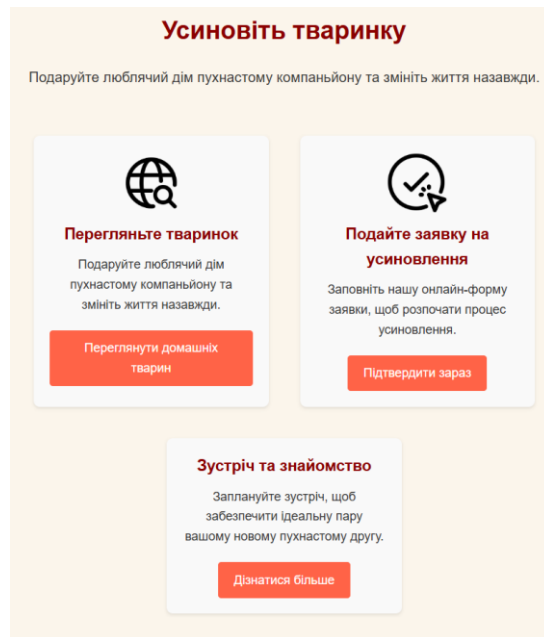 Усиновіть тваринку
Подаруйте люблячий дім пухнастому компаньйону та змініть життя назавжди.
Перегляньте тваринок
Подаруйте люблячий дім
пухнастому компаньйону та
змініть життя назавжди.
Переглянути домашніх
тварин
Подайте заявку на
усиновлення
Заповніть нашу онлайн-форму
заявки, щоб розпочати процес
усиновлення.
Підтвердити зараз
Зустріч та знайомство
Заплануйте зустріч, щоб
забезпечити ідеальну пару
вашому новому пухнастому другу.
Дізнатися більше